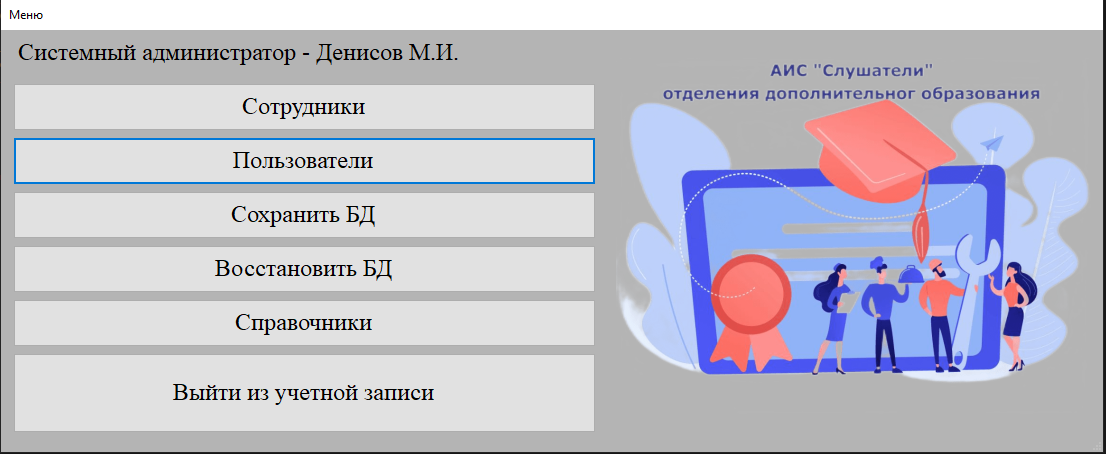 Меню
Системный администратор - Денисов М.И.
Сотрудники
Пользователи
Сохранить БД
Восстановить БД
Справочники
Выйти из учетной записи
АИС "Слушатели"
отделения дополнительног образования